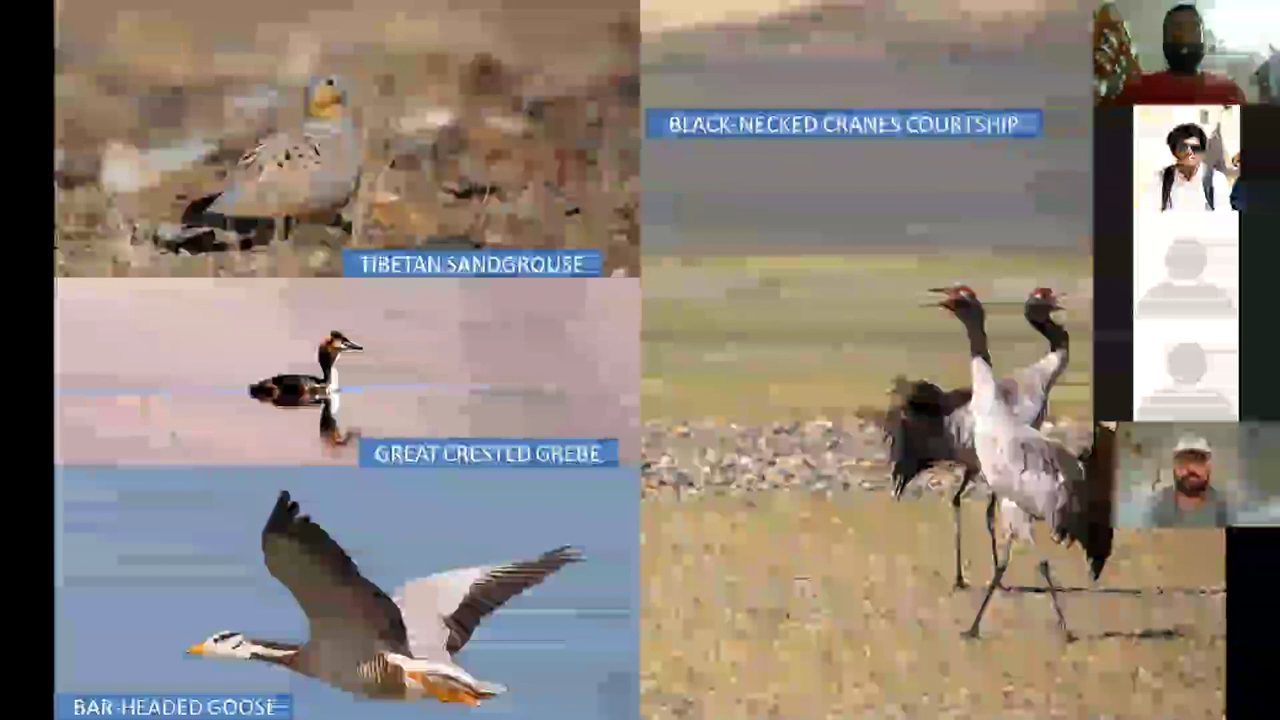 TIBETAN SANDGROUSE
BLACK-NECKED CRANES COURTSHIP
GREAT CRESTED GREBE
BAR-HEADED GOOSE